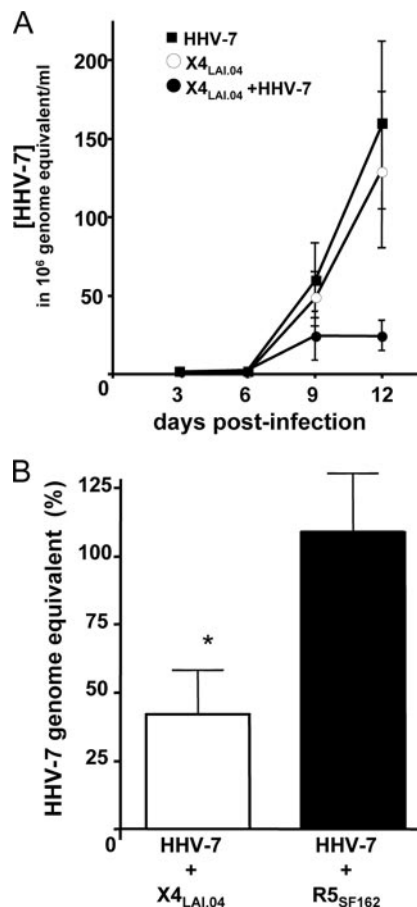 A
HHV-7
X4LAI.04
X4LAI.04 +HHV-7
[HHV-7]
in 10⁶ genome equivalent/ml
200
150
100
50
0
3 6 9 12
days post-infection
B
HHV-7 genome equivalent (%)
125
100
75
50
25
0
*
HHV-7 HHV-7
+ +
X4LAI.04 R5SF162